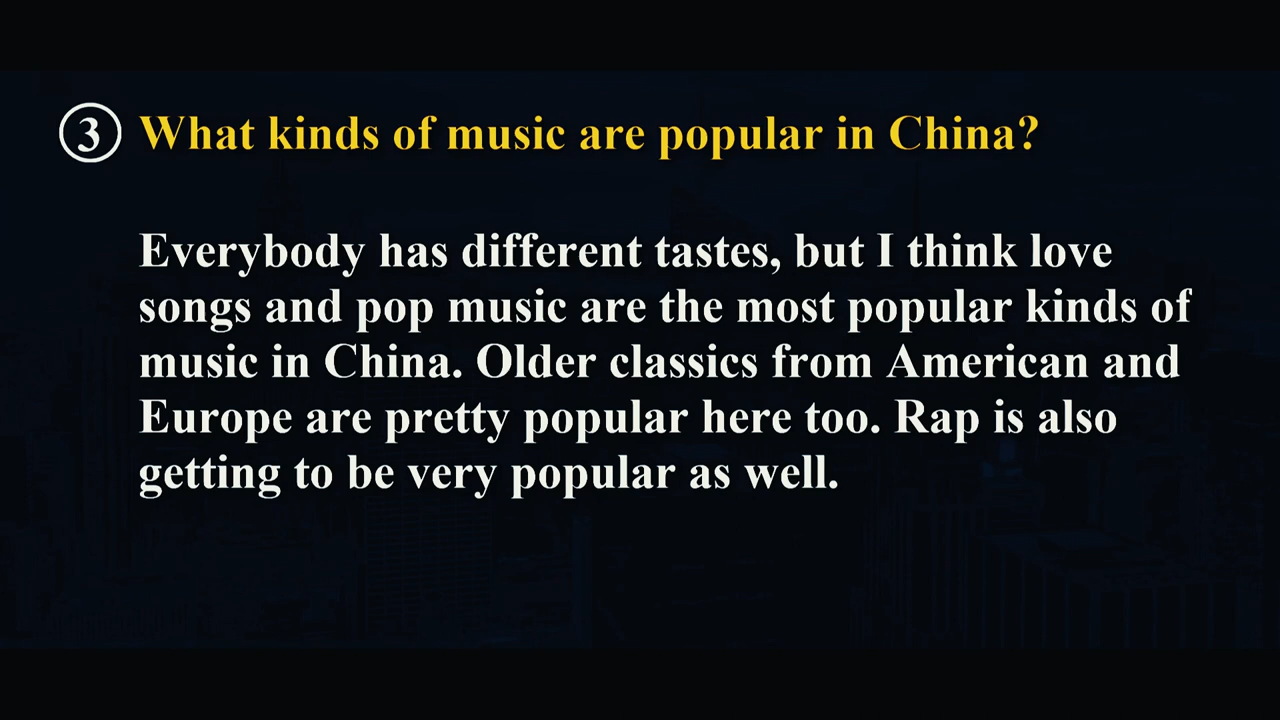 ③ What kinds of music are popular in China?
Everybody has different tastes, but I think love
songs and pop music are the most popular kinds of
music in China. Older classics from American and
Europe are pretty popular here too. Rap is also
getting to be very popular as well.